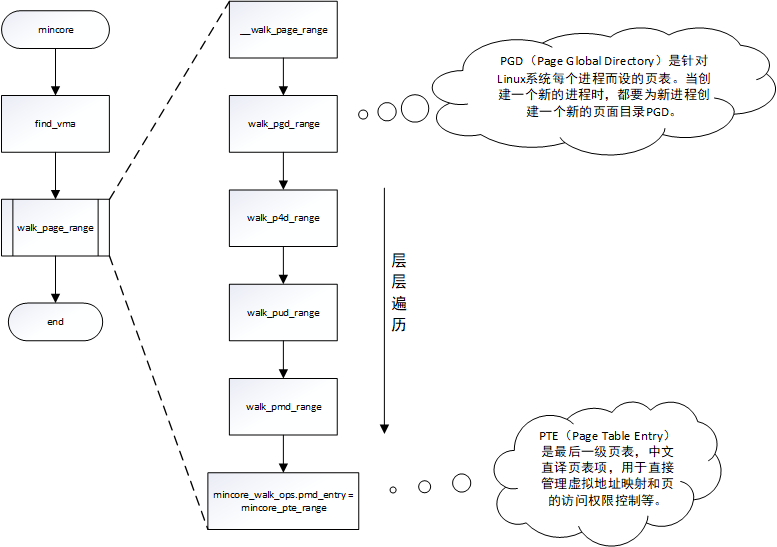 mincore
find_vma
walk_page_range
end
__walk_page_range
walk_pgd_range
walk_p4d_range
walk_pud_range
walk_pmd_range
mincore_walk_ops.pmd_entry =
mincore_pte_range
层
层
遍
历
PGD（Page Global Directory）是针对
Linux系统每个进程而设的页表。当创
建一个新的进程时，都要为新进程创
建一个新的页面目录PGD。
PTE（Page Table Entry）
是最后一级页表，中文
直译页表项，用于直接
管理虚拟地址映射和页
的访问权限控制等。